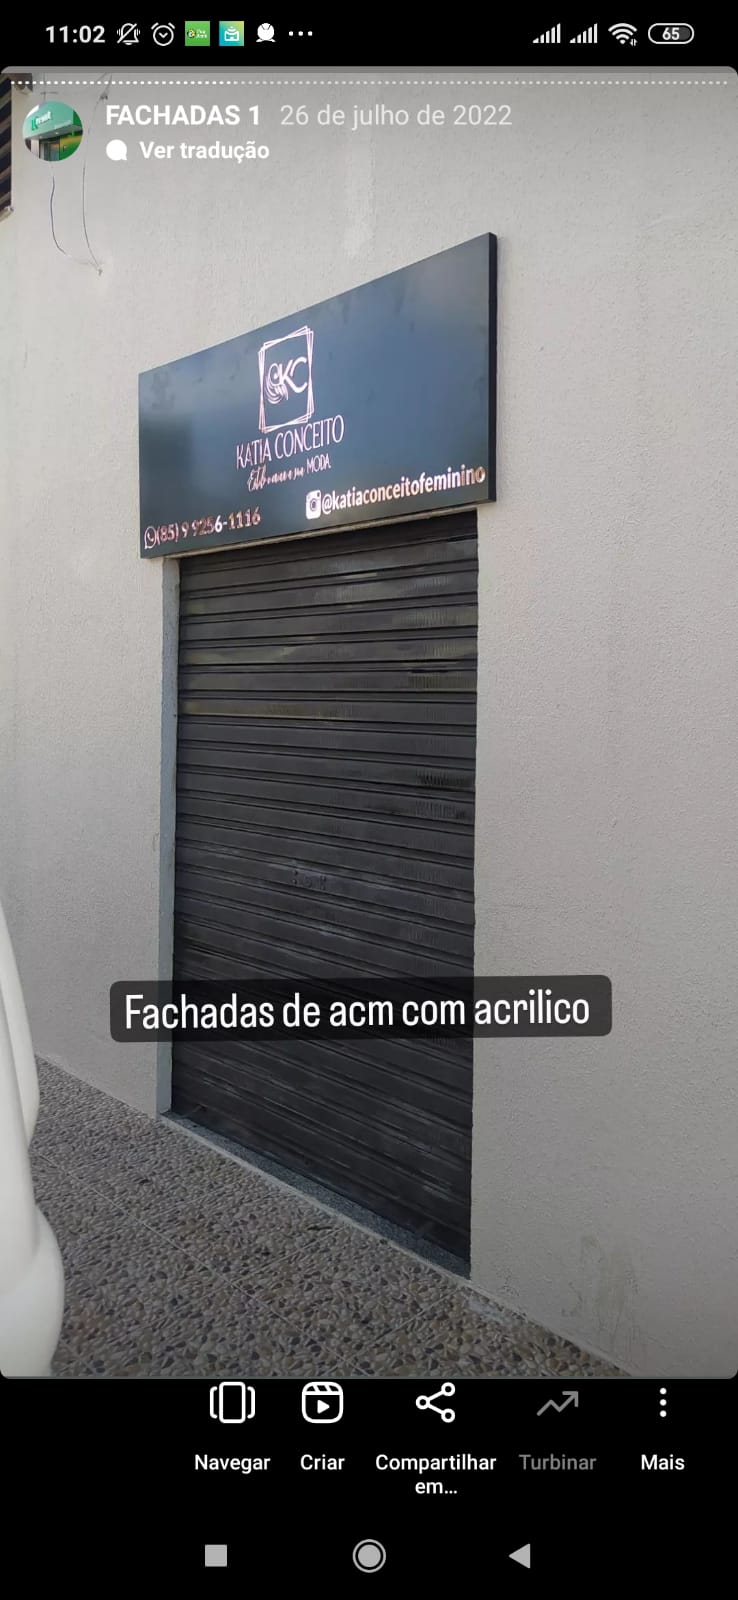 11:02
65
FACHADAS 1 26 de julho de 2022
Ver tradução
KC
KATIA CONCEITO
MODA
@katiaconceitofeminino
(85) 9 9256-1116
Fachadas de acm com acrilico
Navegar
Criar
Compartilhar
em...
Turbinar
Mais